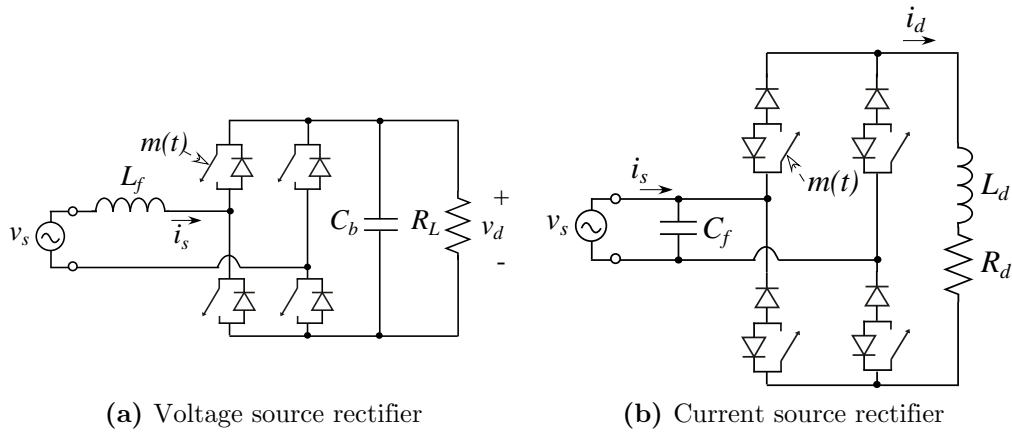 m(t)
L_f
i_s
v_s
C_b
R_L
+
v_d
-
(a) Voltage source rectifier
i_d
m(t)
i_s
v_s
C_f
L_d
R_d
(b) Current source rectifier